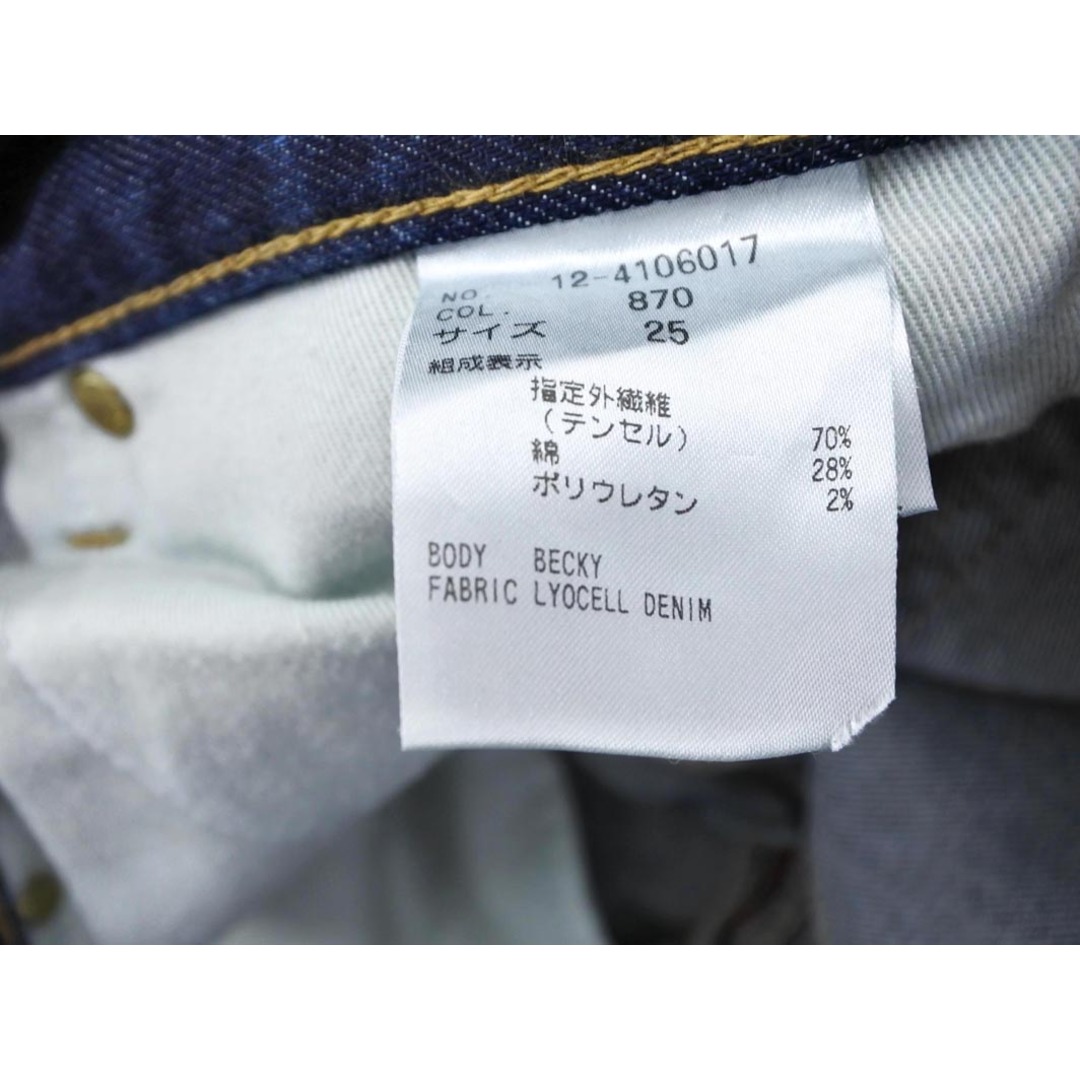 NO. 12-4106017
COL. 870
サイズ 25
組成表示
指定外繊維
(テンセル) 70%
綿 28%
ポリウレタン 2%
BODY BECKY
FABRIC LYOCELL DENIM